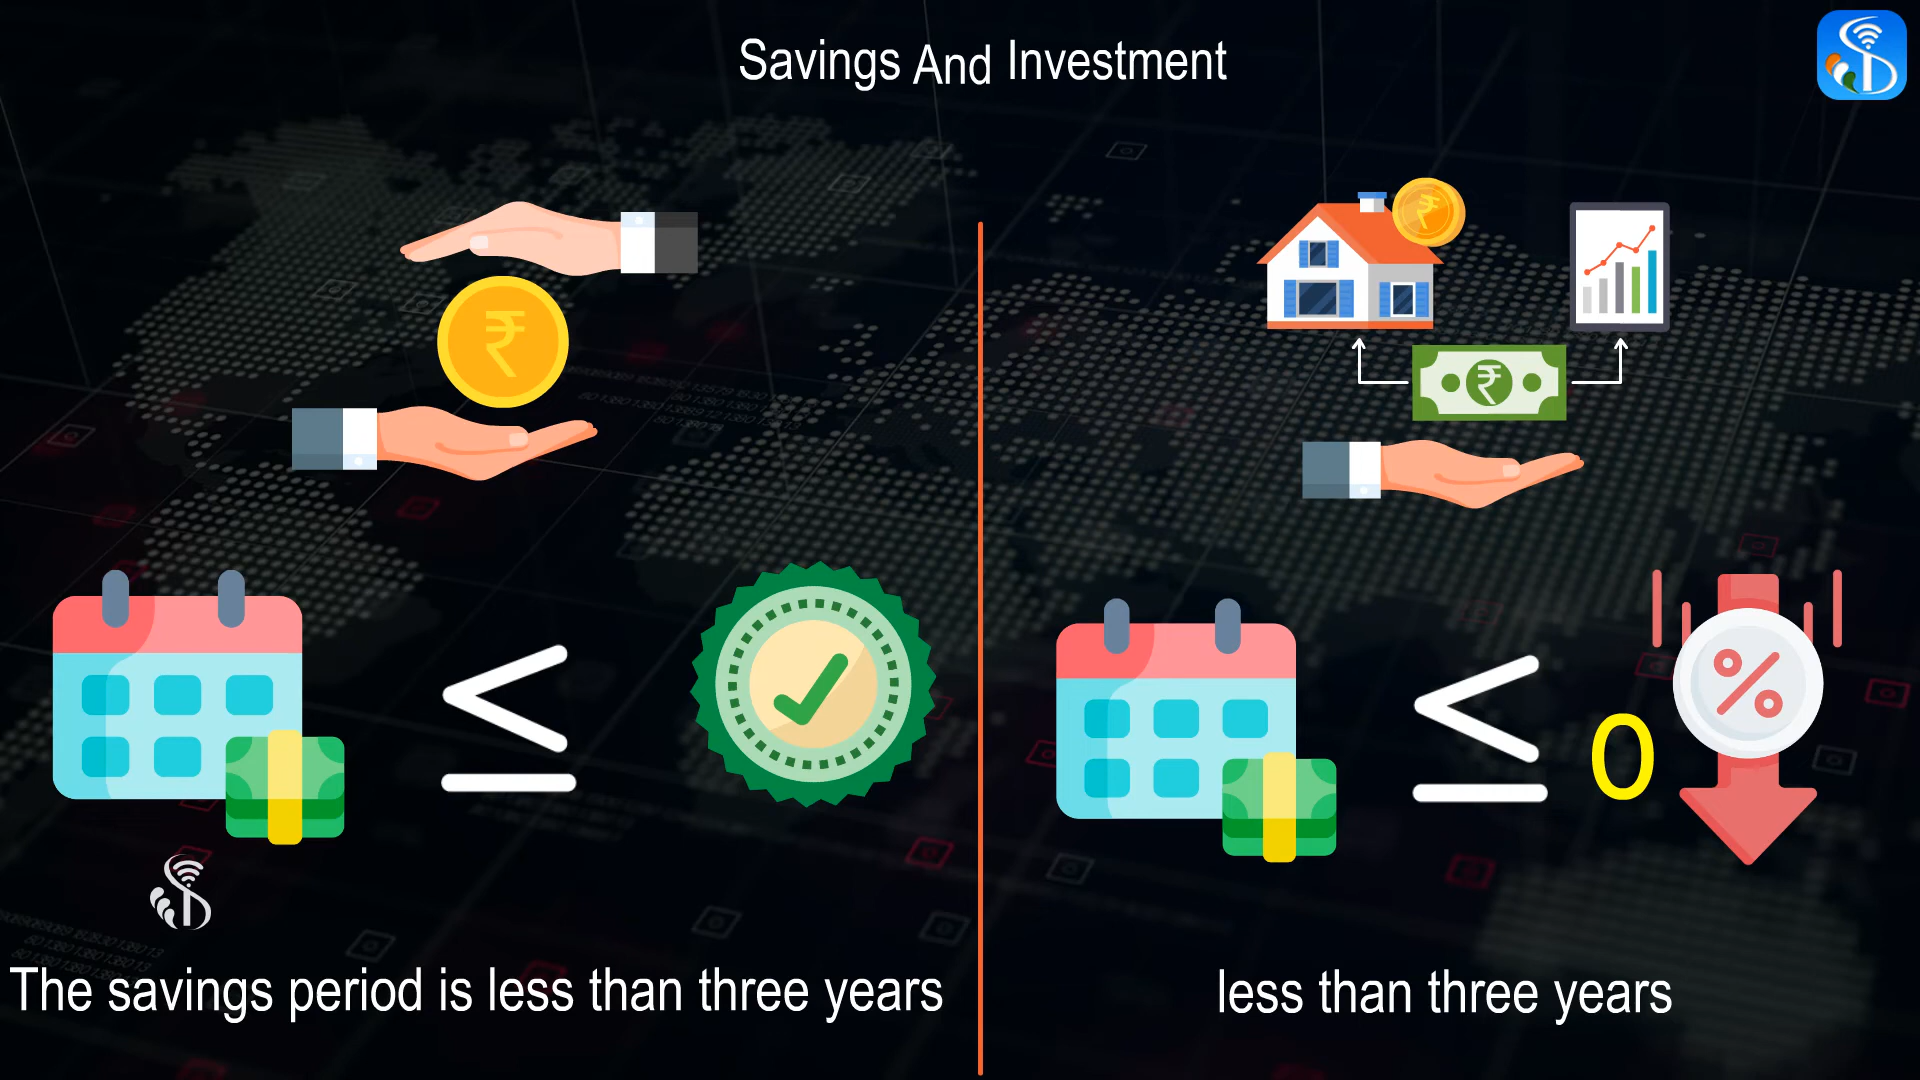 Savings And Investment
₹
₹
₹
≤
≤
0
%
The savings period is less than three years
less than three years